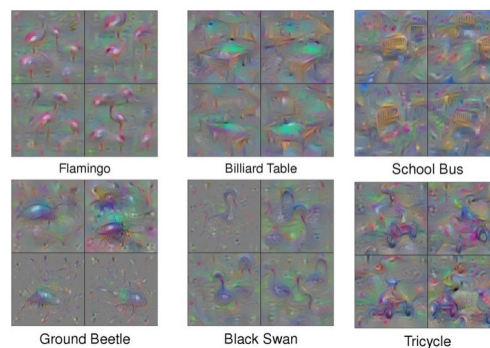 Flamingo
Billiard Table
School Bus
Ground Beetle
Black Swan
Tricycle